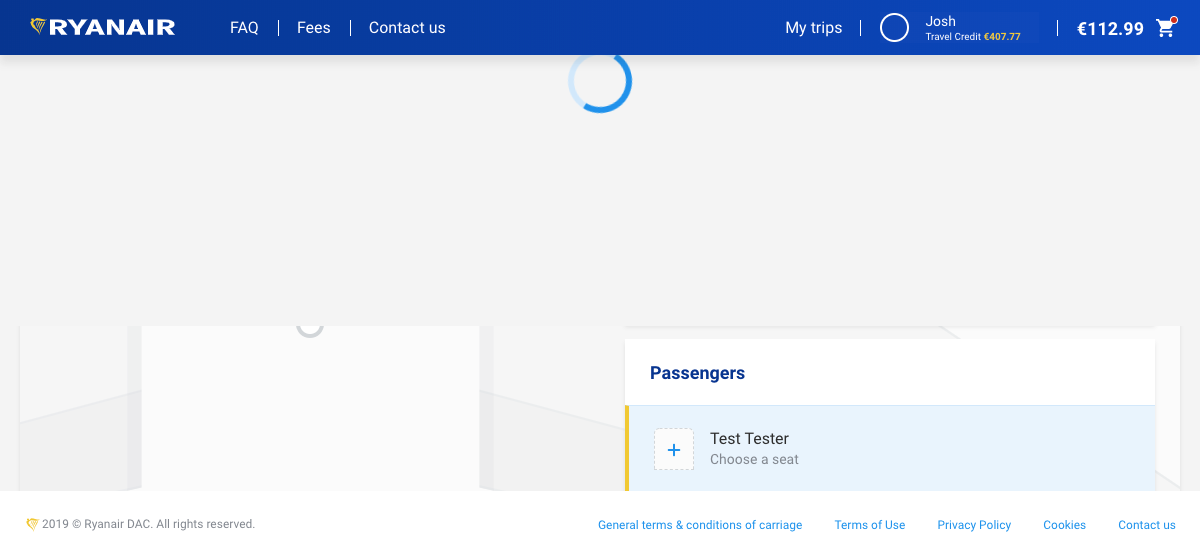 RYANAIR
FAQ
Fees
Contact us
My trips
Josh
Travel Credit €407.77
€112.99
Passengers
Test Tester
Choose a seat
2019 © Ryanair DAC. All rights reserved.
General terms & conditions of carriage
Terms of Use
Privacy Policy
Cookies
Contact us